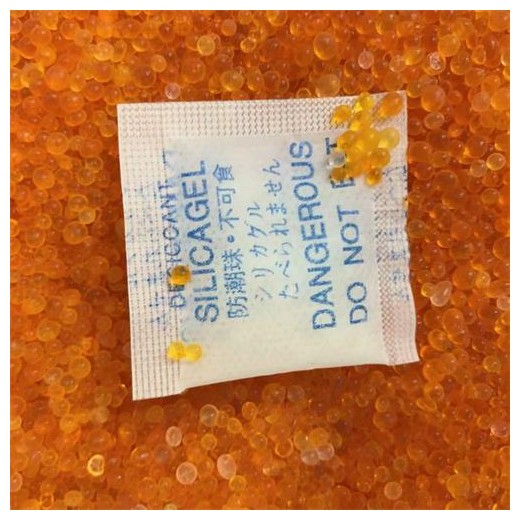 DESICCANT
SILICAGEL
防潮珠。不可食
シリカゲル
たべられません
DANGEROUS
DO NOT